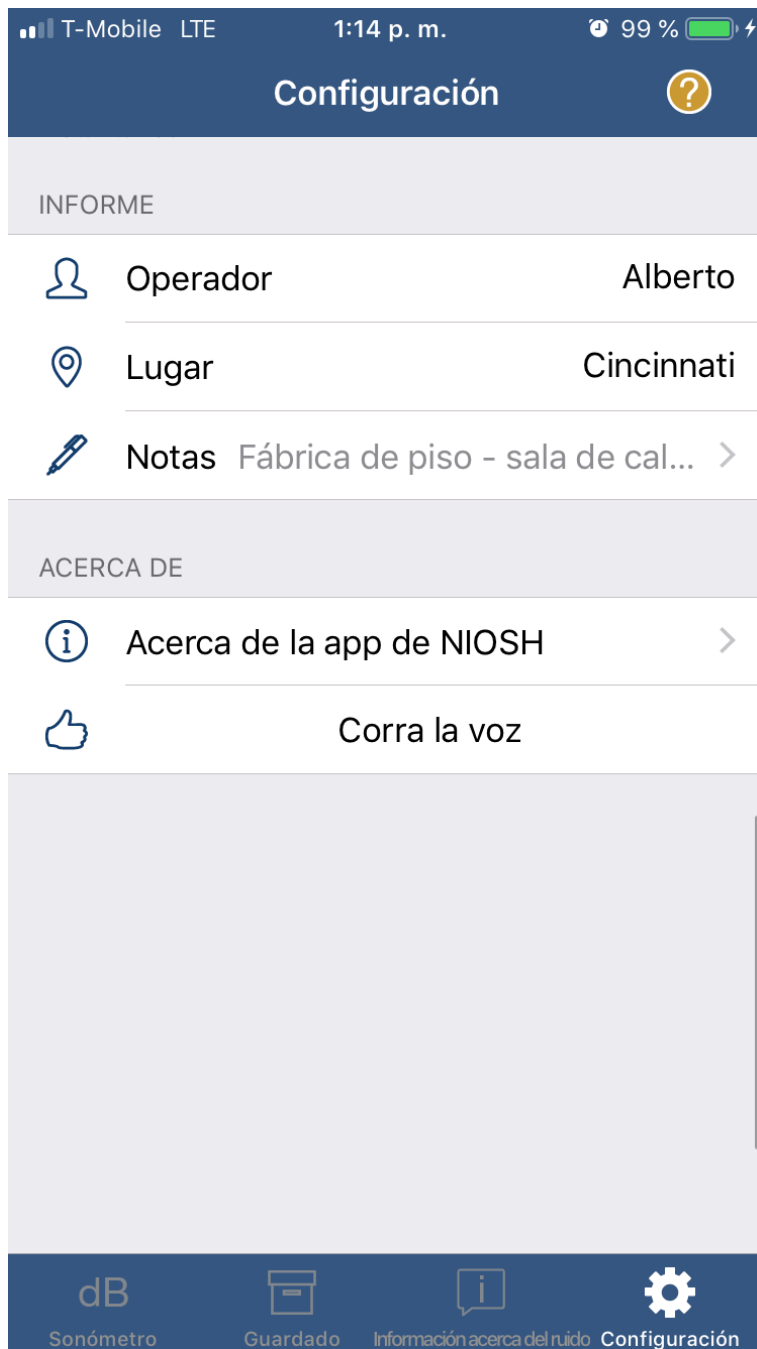 T-Mobile LTE 1:14 p. m. 99 %
Configuración ?
INFORME
Operador Alberto
Lugar Cincinnati
Notas Fábrica de piso - sala de cal...
ACERCA DE
i Acerca de la app de NIOSH
Corra la voz
dB i
Sonómetro Guardado Información acerca del ruido Configuración